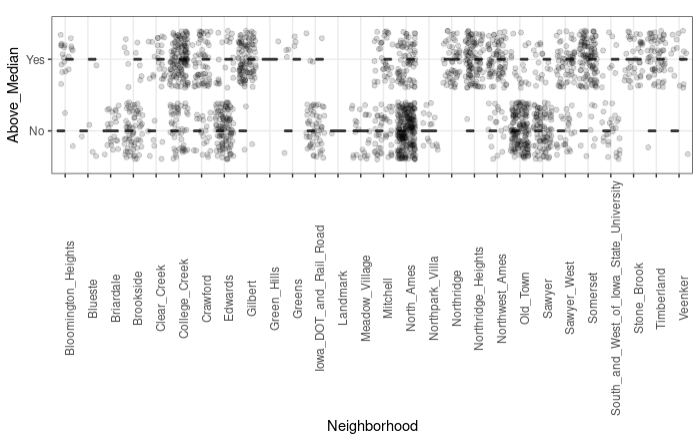 Above_Median
Yes
No
Bloomington_Heights
Blueste
Briardale
Brookside
Clear_Creek
College_Creek
Crawford
Edwards
Gilbert
Green_Hills
Greens
Iowa_DOT_and_Rail_Road
Landmark
Meadow_Village
Mitchell
North_Ames
Northpark_Villa
Northridge
Northridge_Heights
Northwest_Ames
Old_Town
Sawyer
Sawyer_West
Somerset
South_and_West_of_Iowa_State_University
Stone_Brook
Timberland
Veenker
Neighborhood